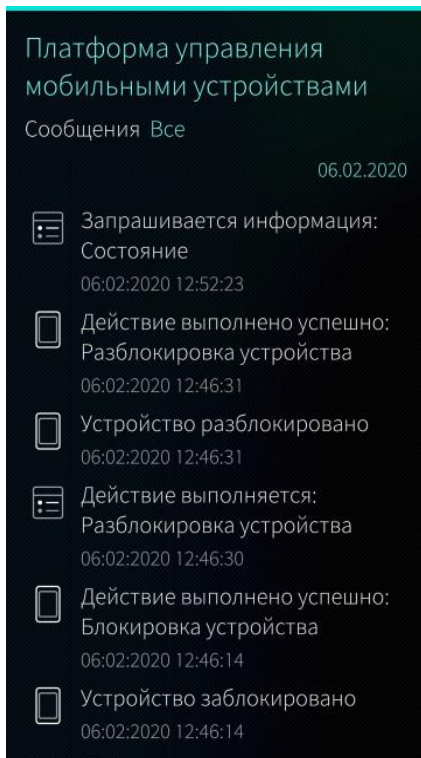 Платформа управления
мобильными устройствами
Сообщения Все
06.02.2020
Запрашивается информация:
Состояние
06:02:2020 12:52:23
Действие выполнено успешно:
Разблокировка устройства
06:02:2020 12:46:31
Устройство разблокировано
06:02:2020 12:46:31
Действие выполняется:
Разблокировка устройства
06:02:2020 12:46:30
Действие выполнено успешно:
Блокировка устройства
06:02:2020 12:46:14
Устройство заблокировано
06:02:2020 12:46:14